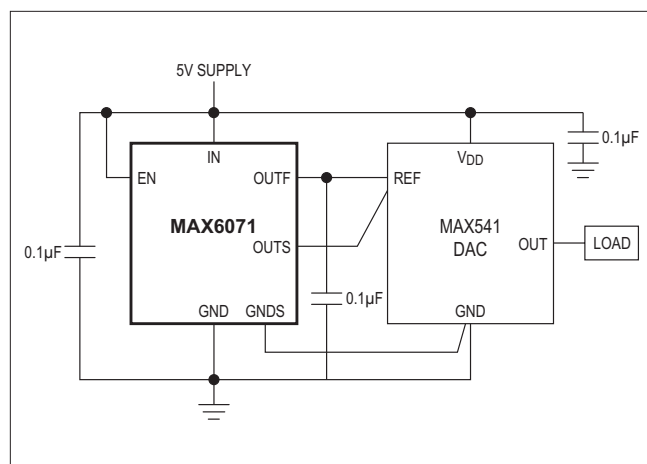 5V SUPPLY
0.1µF
IN
VDD
EN
OUTF
REF
MAX6071
MAX541
DAC
0.1µF
OUTS
OUT
LOAD
0.1µF
GND
GNDS
GND